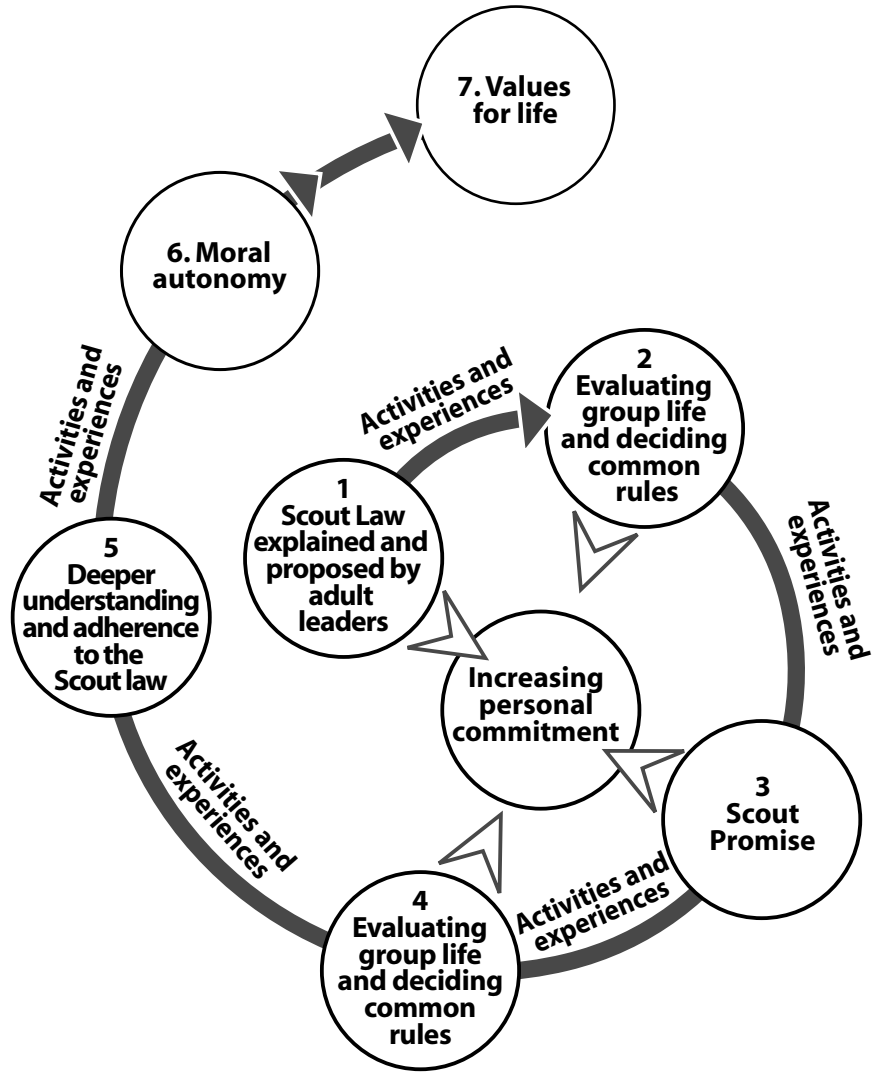 7. Values
for life
6. Moral
autonomy
Activities and
experiences
2
Evaluating
group life
and deciding
common
rules
Activities and
experiences
1
Scout Law
explained and
proposed by
adult
leaders
Activities and
experiences
5
Deeper
understanding
and adherence
to the
Scout law
Increasing
personal
commitment
3
Scout
Promise
Activities and
experiences
4
Evaluating
group life
and deciding
common
rules
Activities and
experiences